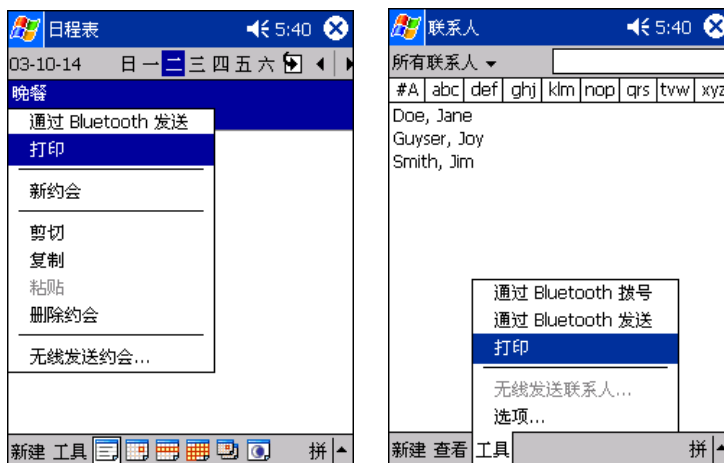 日程表 5:40
03-10-14 日 一 二 三 四 五 六
晚餐
通过 Bluetooth 发送
打印
新约会
剪切
复制
粘贴
删除约会
无线发送约会...
新建 工具 拼
联系人 5:40
所有联系人
#A abc def ghj klm nop qrs tvw xyz
Doe, Jane
Guyser, Joy
Smith, Jim
通过 Bluetooth 拨号
通过 Bluetooth 发送
打印
无线发送联系人...
选项...
新建 查看 工具 拼